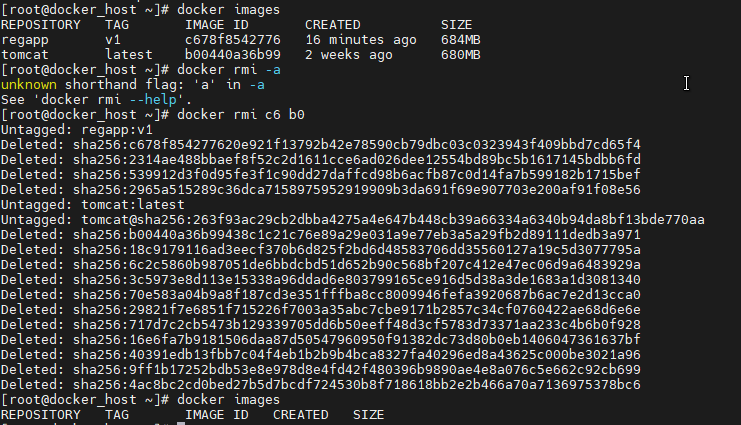 [root@docker_host ~]# docker images
REPOSITORY   TAG       IMAGE ID       CREATED          SIZE
regapp       v1        c678f8542776   16 minutes ago   684MB
tomcat       latest    b00440a36b99   2 weeks ago      680MB
[root@docker_host ~]# docker rmi -a
unknown shorthand flag: 'a' in -a
See 'docker rmi --help'.
[root@docker_host ~]# docker rmi c6 b0
Untagged: regapp:v1
Deleted: sha256:c678f854277620e921f13792b42e78590cb79dbc03c0323943f409bbd7cd65f4
Deleted: sha256:2314ae488bbaef8f52c2d1611cce6ad026dee12554bd89bc5b1617145bdbb6fd
Deleted: sha256:539912d3f0d95fe3f1c90dd27daffcd98b6acfb87c0d14fa7b599182b1715bef
Deleted: sha256:2965a515289c36dca7158975952919909b3da691f69e907703e200af91f08e56
Untagged: tomcat:latest
Untagged: tomcat@sha256:263f93ac29cb2dbba4275a4e647b448cb39a66334a6340b94da8bf13bde770aa
Deleted: sha256:b00440a36b99438c1c21c76e89a29e031a9e77eb3a5a29fb2d89111dedb3a971
Deleted: sha256:18c9179116ad3eecf370b6d825f2bd6d48583706dd35560127a19c5d3077795a
Deleted: sha256:6c2c5860b987051de6bbdcbd51d652b90c568bf207c412e47ec06d9a6483929a
Deleted: sha256:3c5973e8d113e15338a96ddad6e803799165ce916d5d38a3de1683a1d3081340
Deleted: sha256:70e583a04b9a8f187cd3e351fffba8cc8009946fefa3920687b6ac7e2d13cca0
Deleted: sha256:29821f7e6851f715226f7003a35abc7cbe9171b2857c34cf0760422ae68d6e6e
Deleted: sha256:717d7c2cb5473b129339705dd6b50eeff48d3cf5783d73371aa233c4b6b0f928
Deleted: sha256:16e6fa7b9181506daa87d50547960950f91382dc73d80b0eb1406047361637bf
Deleted: sha256:40391edb13fbb7c04f4eb1b2b9b4bca8327fa40296ed8a43625c000be3021a96
Deleted: sha256:9ff1b17252bdb53e8e978d8e4fd42f480396b9890ae4e8a076c5e662c92cb699
Deleted: sha256:4ac8bc2cd0bed27b5d7bcdf724530b8f718618bb2e2b466a70a7136975378bc6
[root@docker_host ~]# docker images
REPOSITORY   TAG       IMAGE ID   CREATED   SIZE